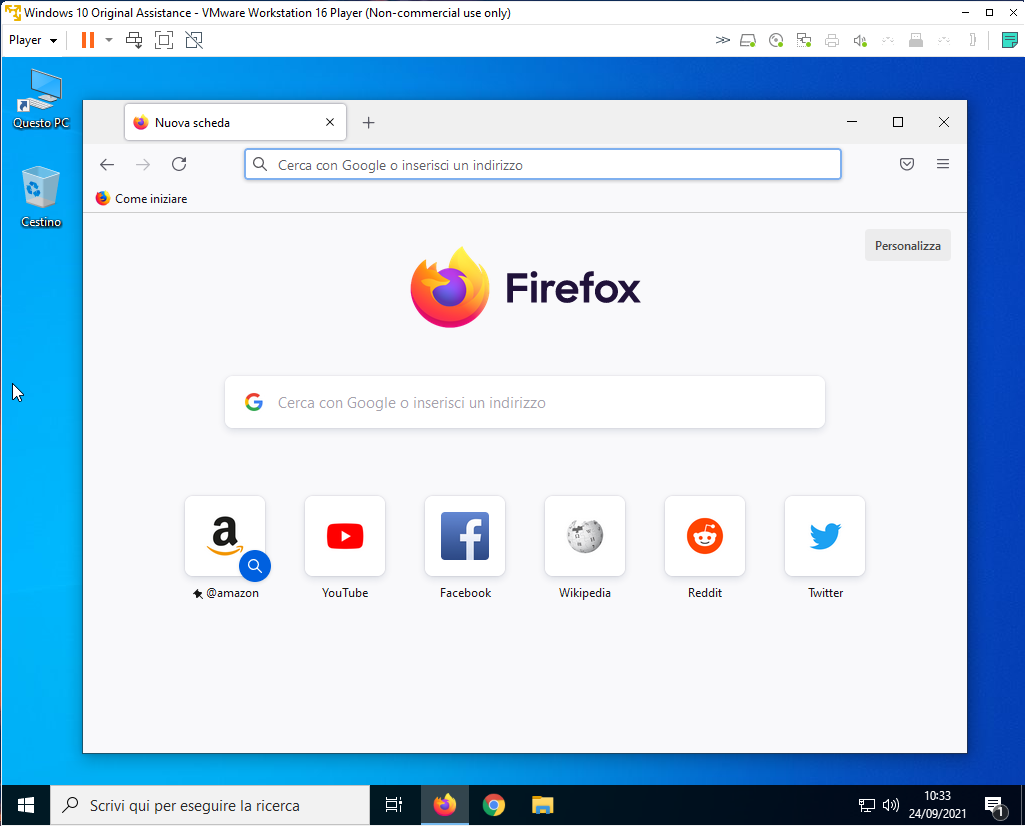 Windows 10 Original Assistance - VMware Workstation 16 Player (Non-commercial use only)
Player
Questo PC
Cestino
Nuova scheda
Cerca con Google o inserisci un indirizzo
Come iniziare
Personalizza
Firefox
Cerca con Google o inserisci un indirizzo
@amazon
YouTube
Facebook
Wikipedia
Reddit
Twitter
Scrivi qui per eseguire la ricerca
10:33
24/09/2021
1